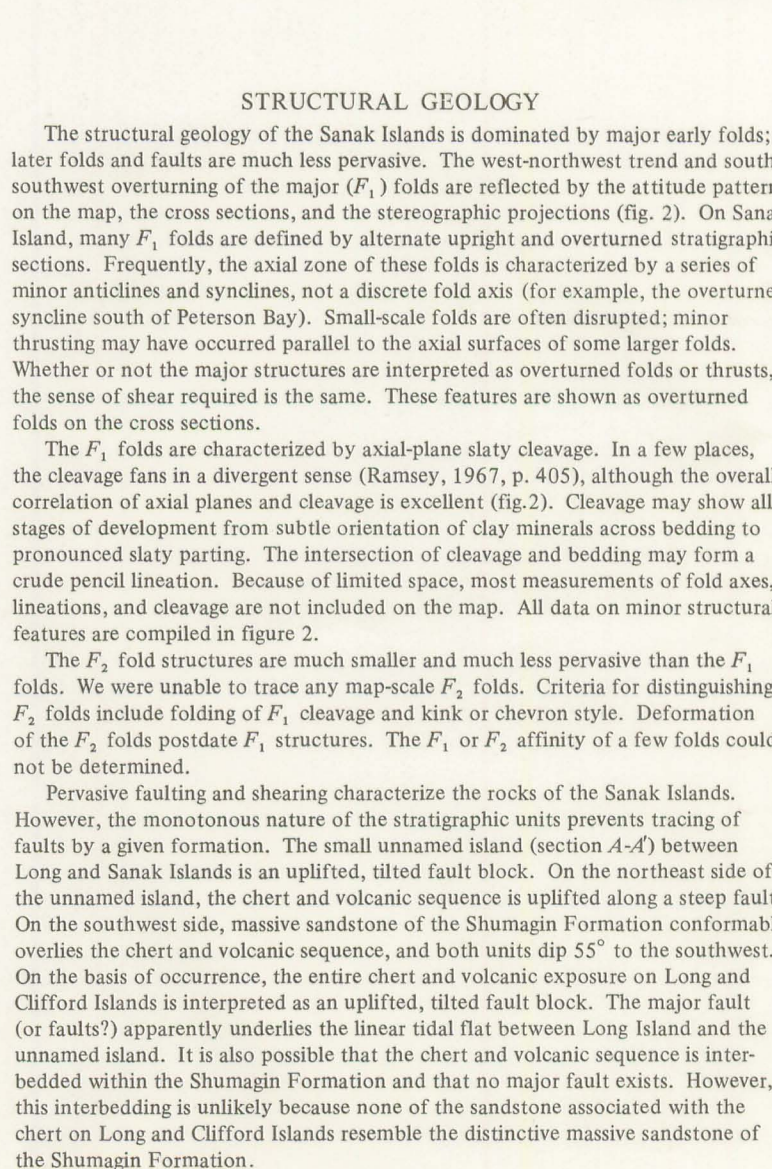 STRUCTURAL GEOLOGY
The structural geology of the Sanak Islands is dominated by major early folds;
later folds and faults are much less pervasive. The west-northwest trend and south
southwest overturning of the major (F₁) folds are reflected by the attitude pattern
on the map, the cross sections, and the stereographic projections (fig. 2). On Sana
Island, many F₁ folds are defined by alternate upright and overturned stratigraphi
sections. Frequently, the axial zone of these folds is characterized by a series of
minor anticlines and synclines, not a discrete fold axis (for example, the overturne
syncline south of Peterson Bay). Small-scale folds are often disrupted; minor
thrusting may have occurred parallel to the axial surfaces of some larger folds.
Whether or not the major structures are interpreted as overturned folds or thrusts,
the sense of shear required is the same. These features are shown as overturned
folds on the cross sections.
The F₁ folds are characterized by axial-plane slaty cleavage. In a few places,
the cleavage fans in a divergent sense (Ramsey, 1967, p. 405), although the overall
correlation of axial planes and cleavage is excellent (fig.2). Cleavage may show all
stages of development from subtle orientation of clay minerals across bedding to
pronounced slaty parting. The intersection of cleavage and bedding may form a
crude pencil lineation. Because of limited space, most measurements of fold axes,
lineations, and cleavage are not included on the map. All data on minor structural
features are compiled in figure 2.
The F₂ fold structures are much smaller and much less pervasive than the F₁
folds. We were unable to trace any map-scale F₂ folds. Criteria for distinguishing
F₂ folds include folding of F₁ cleavage and kink or chevron style. Deformation
of the F₂ folds postdate F₁ structures. The F₁ or F₂ affinity of a few folds could
not be determined.
Pervasive faulting and shearing characterize the rocks of the Sanak Islands.
However, the monotonous nature of the stratigraphic units prevents tracing of
faults by a given formation. The small unnamed island (section A-A′) between
Long and Sanak Islands is an uplifted, tilted fault block. On the northeast side of
the unnamed island, the chert and volcanic sequence is uplifted along a steep fault
On the southwest side, massive sandstone of the Shumagin Formation conformabl
overlies the chert and volcanic sequence, and both units dip 55° to the southwest.
On the basis of occurrence, the entire chert and volcanic exposure on Long and
Clifford Islands is interpreted as an uplifted, tilted fault block. The major fault
(or faults?) apparently underlies the linear tidal flat between Long Island and the
unnamed island. It is also possible that the chert and volcanic sequence is inter-
bedded within the Shumagin Formation and that no major fault exists. However,
this interbedding is unlikely because none of the sandstone associated with the
chert on Long and Clifford Islands resemble the distinctive massive sandstone of
the Shumagin Formation.